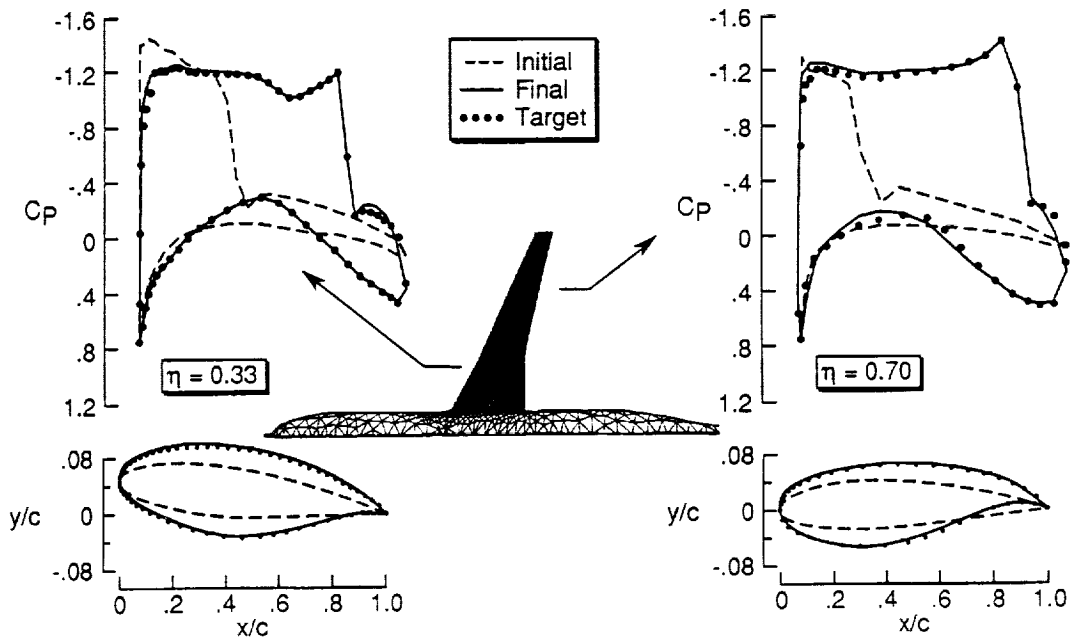 -1.6
-1.2
-.8
-.4
0
.4
.8
1.2
CP
η = 0.33
Initial
Final
Target
-1.6
-1.2
-.8
-.4
0
.4
.8
1.2
CP
η = 0.70
.08
0
-.08
y/c
0 .2 .4 .6 .8 1.0
x/c
.08
0
-.08
y/c
0 .2 .4 .6 .8 1.0
x/c